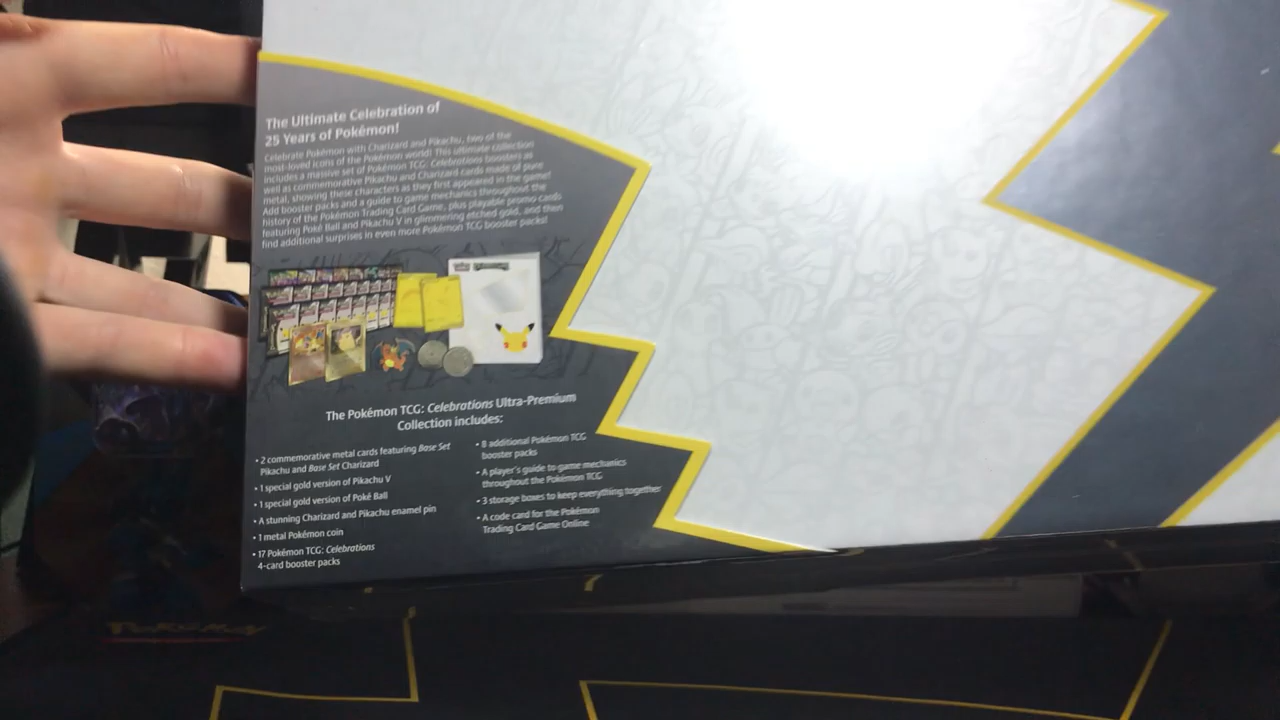 The Ultimate Celebration of
25 Years of Pokémon!
Celebrate Pokémon with Charizard and Pikachu, two of the
most-loved icons of the Pokémon world! This ultimate collection
includes a massive set of Pokémon TCG: Celebrations boosters as
well as commemorative Pikachu and Charizard cards made of pure
metal, showing these characters as they first appeared in the game!
Add booster packs and a guide to game mechanics throughout the
history of the Pokémon Trading Card Game, plus playable promo cards
featuring Poké Ball and Pikachu V in glimmering etched gold, and then
find additional surprises in even more Pokémon TCG booster packs!
The Pokémon TCG: Celebrations Ultra-Premium
Collection includes:
• 2 commemorative metal cards featuring Base Set
Pikachu and Base Set Charizard
• 1 special gold version of Pikachu V
• 1 special gold version of Poké Ball
• A stunning Charizard and Pikachu enamel pin
• 1 metal Pokémon coin
• 17 Pokémon TCG: Celebrations
4-card booster packs
• 8 additional Pokémon TCG
booster packs
• A player's guide to game mechanics
throughout the Pokémon TCG
• 3 storage boxes to keep everything together
• A code card for the Pokémon
Trading Card Game Online
POKÉMON